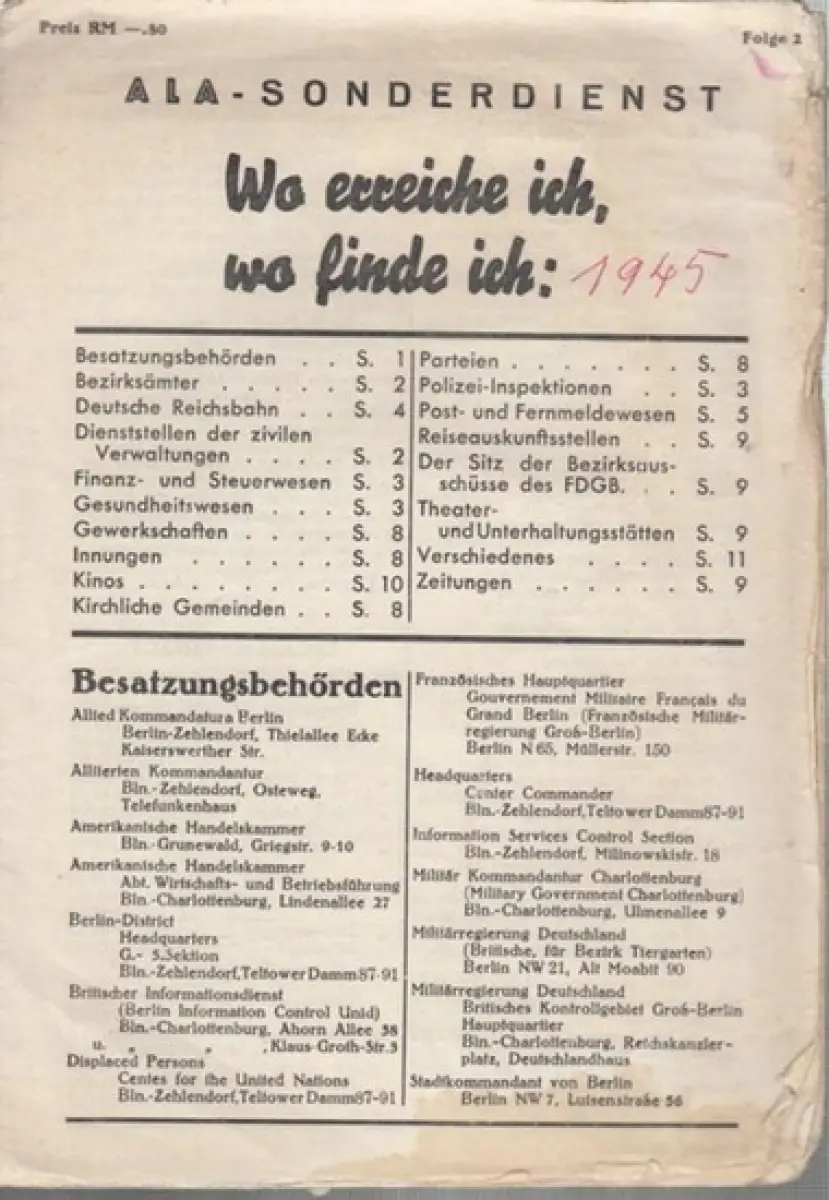 Preis RM —.80
Folge 2
ALA-SONDERDIENST
Wo erreiche ich,
wo finde ich: 1945
Besatzungsbehörden . . S. 1
Bezirksämter . . . . . S. 2
Deutsche Reichsbahn . . S. 4
Dienststellen der zivilen
Verwaltungen . . . . S. 2
Finanz- und Steuerwesen S. 3
Gesundheitswesen . . . S. 3
Gewerkschaften . . . . S. 8
Innungen . . . . . . S. 8
Kinos . . . . . . . . S. 10
Kirchliche Gemeinden . . S. 8
Parteien . . . . . . . S. 8
Polizei-Inspektionen . . S. 3
Post- und Fernmeldewesen S. 5
Reiseauskunftsstellen . . S. 9
Der Sitz der Bezirksaus-
schüsse des FDGB. . . S. 9
Theater-
und Unterhaltungsstätten S. 9
Verschiedenes . . . . S. 11
Zeitungen . . . . . . S. 9
Besatzungsbehörden
Allied Kommandatura Berlin
Berlin-Zehlendorf, Thielallee Ecke
Kaiserswerther Str.
Alliierten Kommandantur
Bln.-Zehlendorf, Osteweg,
Telefunkenhaus
Amerikanische Handelskammer
Bln.-Grunewald, Griegstr. 9-10
Amerikanische Handelskammer
Abt. Wirtschafts- und Betriebsführung
Bln.-Charlottenburg, Lindenallee 27
Berlin-District
Headquarters
G.- 5.Sektion
Bln.-Zehlendorf, Teltower Damm 87-91
Britischer Informationsdienst
(Berlin Information Control Unid)
Bln.-Charlottenburg, Ahorn Allee 38
u. „ „ , Klaus-Groth-Str. 3
Displaced Persons
Centes for the United Nations
Bln.-Zehlendorf, Teltower Damm 87-91
Französisches Hauptquartier
Gouvernement Militaire Français du
Grand Berlin (Französische Militär-
regierung Groß-Berlin)
Berlin N 65, Müllerstr. 150
Headquarters
Center Commander
Bln.-Zehlendorf, Teltower Damm 87-91
Information Services Control Section
Bln.-Zehlendorf, Milinowskistr. 18
Militär Kommandantur Charlottenburg
(Military Government Charlottenburg)
Bln.-Charlottenburg, Ulmenallee 9
Militärregierung Deutschland
(Britische, für Bezirk Tiergarten)
Berlin NW 21, Alt Moabit 90
Militärregierung Deutschland
Britisches Kontrollgebiet Groß-Berlin
Hauptquartier
Bln.-Charlottenburg, Reichskanzler-
platz, Deutschlandhaus
Stadtkommandant von Berlin
Berlin NW 7, Luisenstraße 56